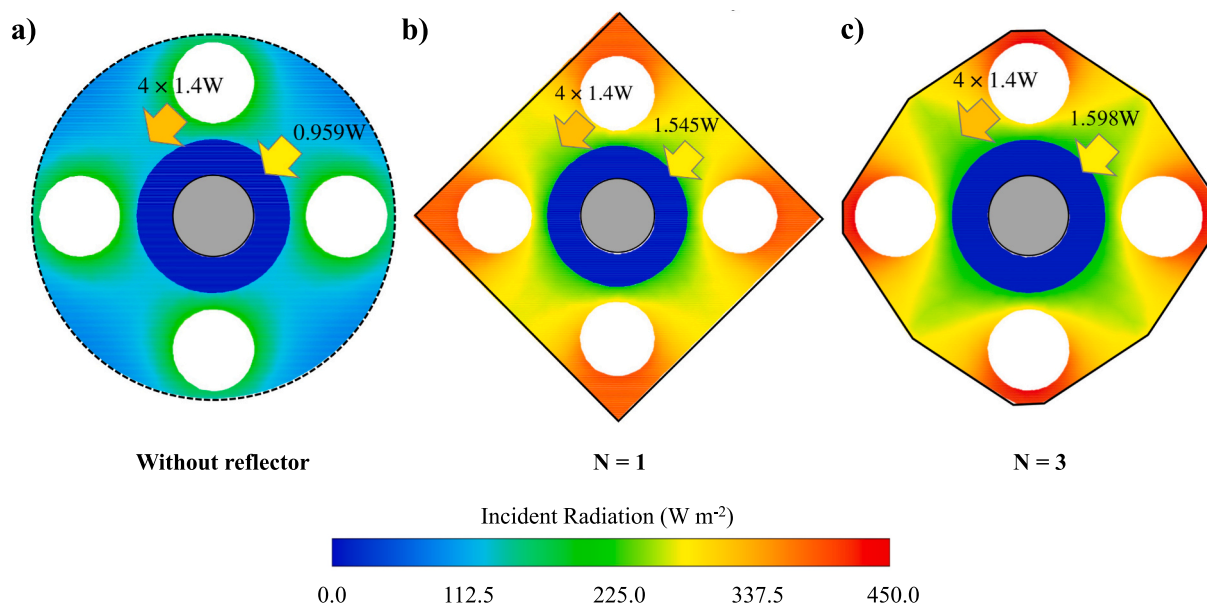 a)
4 × 1.4W
0.959W
Without reflector
b)
4 × 1.4W
1.545W
N = 1
c)
4 × 1.4W
1.598W
N = 3
Incident Radiation (W m⁻²)
0.0 112.5 225.0 337.5 450.0